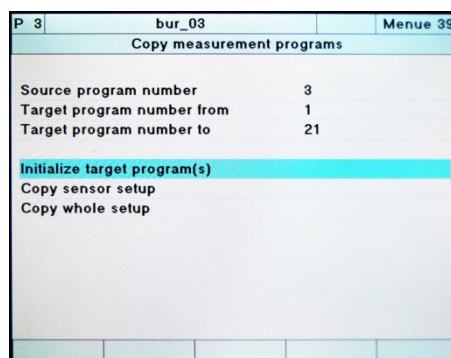 P 3 bur_03 Menue 39
Copy measurement programs
Source program number 3
Target program number from 1
Target program number to 21
Initialize target program(s)
Copy sensor setup
Copy whole setup